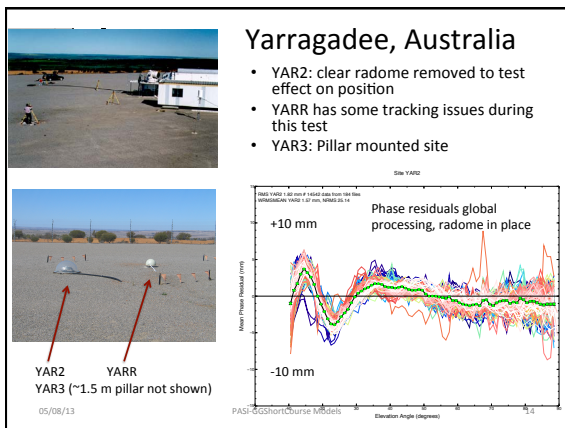 Yarragadee, Australia
• YAR2: clear radome removed to test
effect on position
• YARR has some tracking issues during
this test
• YAR3: Pillar mounted site
Site YAR2
RMS YAR2 1.82 mm # 14542 data from 184 files
WRMSMEAN YAR2 1.57 mm, NRMS 25.14
+10 mm
Phase residuals global
processing, radome in place
Mean Phase Residual (mm)
-10 mm
Elevation Angle (degrees)
YAR2 YARR
YAR3 (~1.5 m pillar not shown)
05/08/13 PASI-GGShortCourse Models 14